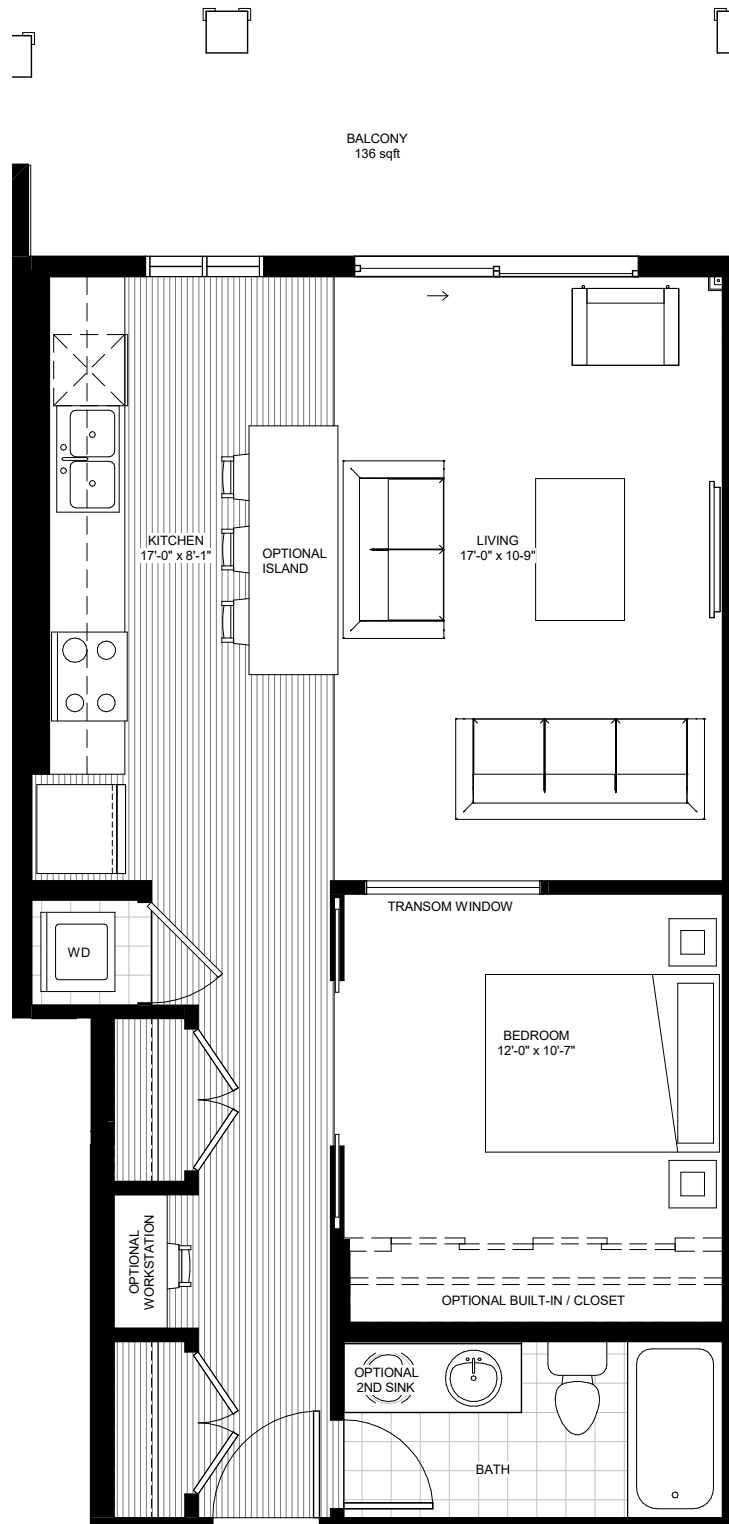 BALCONY
136 sqft
KITCHEN
17'-0" x 8'-1"
OPTIONAL
ISLAND
LIVING
17'-0" x 10-9"
TRANSOM WINDOW
WD
BEDROOM
12'-0" x 10'-7"
OPTIONAL
WORKSTATION
OPTIONAL BUILT-IN / CLOSET
OPTIONAL
2ND SINK
BATH